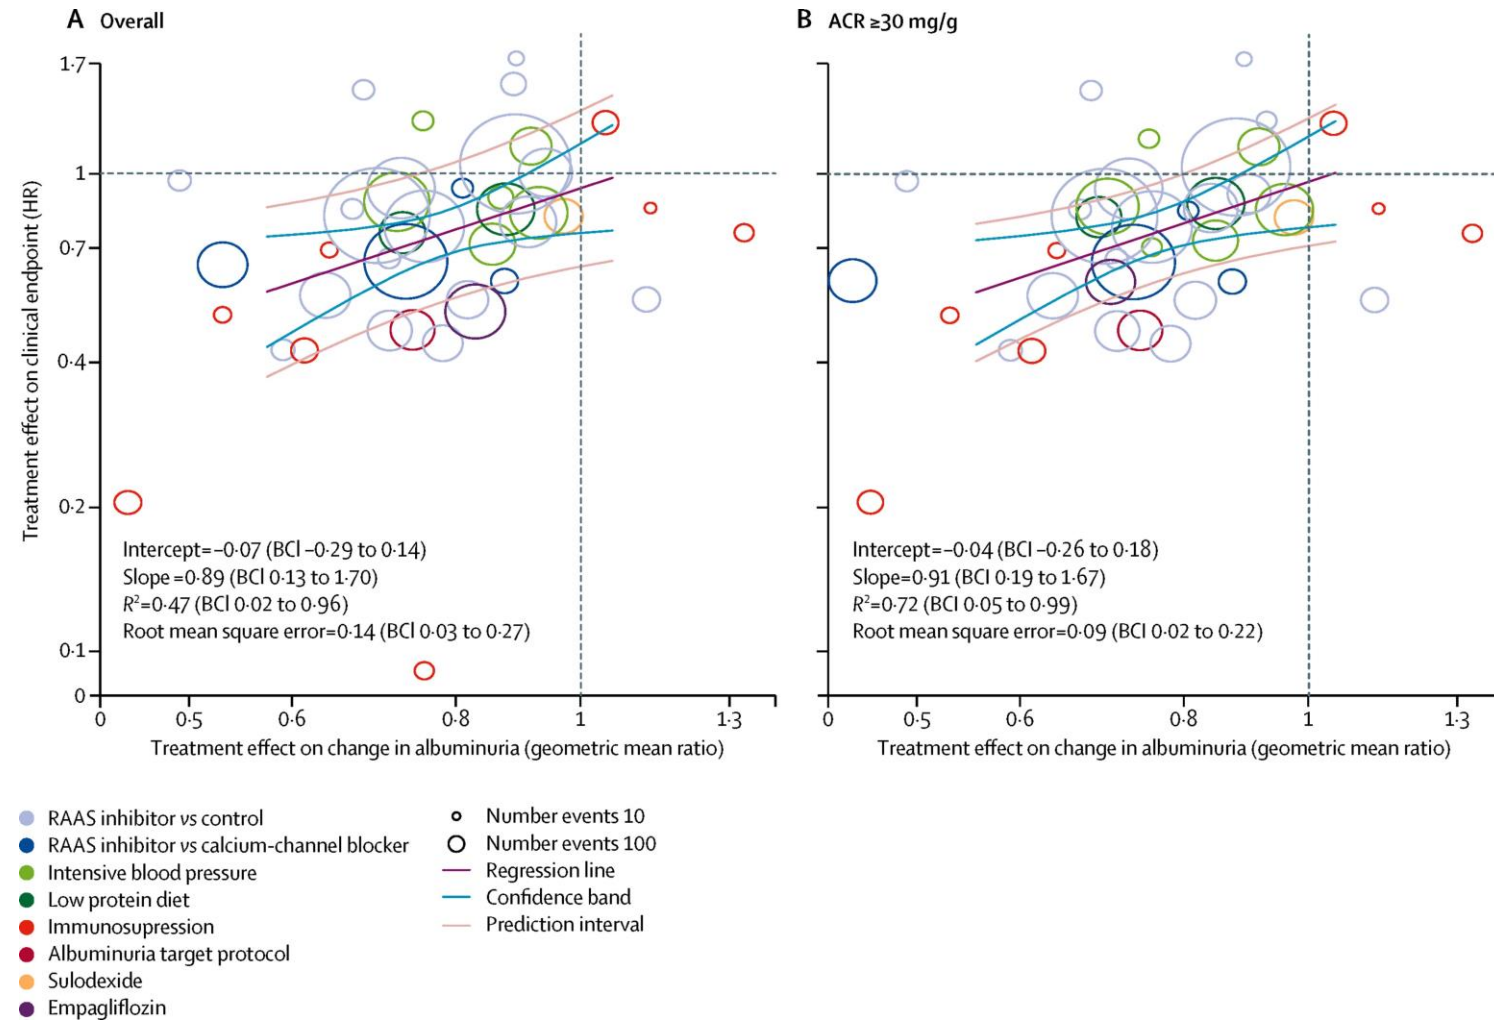 A Overall
B ACR ≥30 mg/g
Treatment effect on clinical endpoint (HR)
1·7
1
0·7
0·4
0·2
0·1
0
Intercept=–0·07 (BCI –0·29 to 0·14)
Slope =0·89 (BCI 0·13 to 1·70)
R²=0·47 (BCI 0·02 to 0·96)
Root mean square error=0·14 (BCI 0·03 to 0·27)
Intercept=–0·04 (BCI –0·26 to 0·18)
Slope=0·91 (BCI 0·19 to 1·67)
R²=0·72 (BCI 0·05 to 0·99)
Root mean square error=0·09 (BCI 0·02 to 0·22)
0 0·5 0·6 0·8 1 1·3
0 0·5 0·6 0·8 1 1·3
Treatment effect on change in albuminuria (geometric mean ratio)
Treatment effect on change in albuminuria (geometric mean ratio)
RAAS inhibitor vs control
RAAS inhibitor vs calcium-channel blocker
Intensive blood pressure
Low protein diet
Immunosupression
Albuminuria target protocol
Sulodexide
Empagliflozin
Number events 10
Number events 100
Regression line
Confidence band
Prediction interval